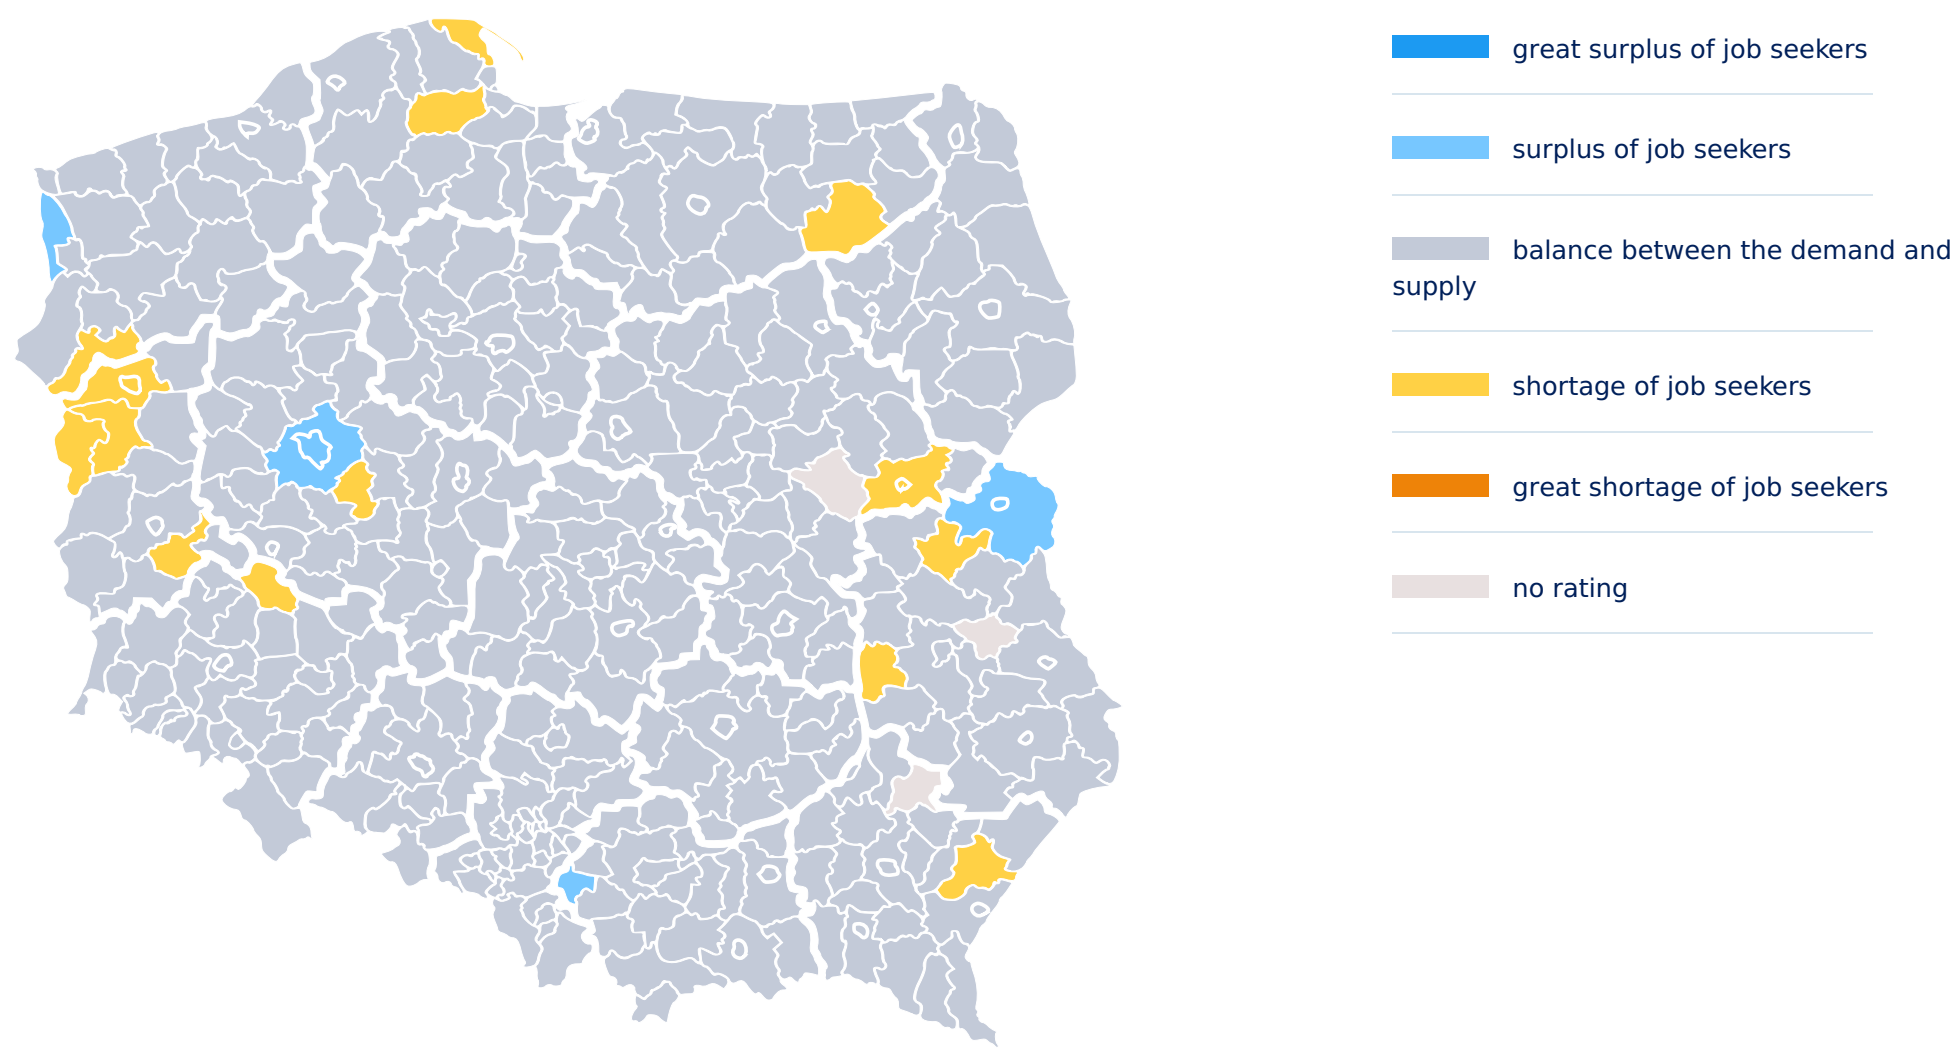 great surplus of job seekers
surplus of job seekers
balance between the demand and
supply
shortage of job seekers
great shortage of job seekers
no rating